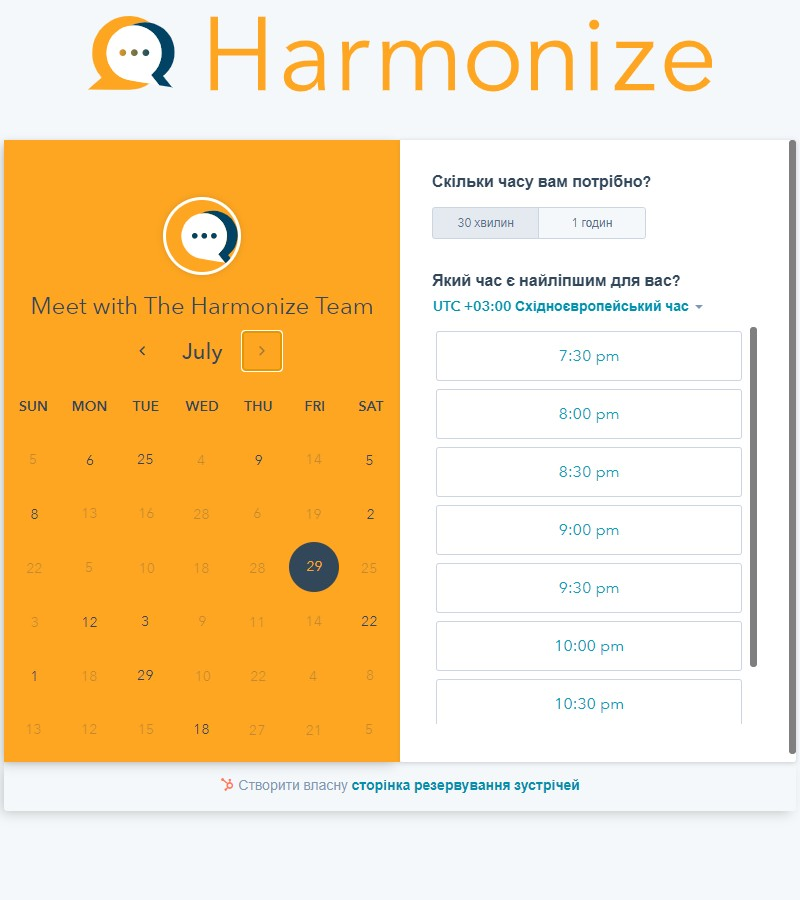 Harmonize
Meet with The Harmonize Team
July
SUN MON TUE WED THU FRI SAT
5 6 25 4 9 14 5
8 13 16 28 6 19 2
22 5 10 18 28 29 25
3 12 3 9 11 14 22
1 18 29 10 22 4 8
13 12 15 18 27 21 5
Скільки часу вам потрібно?
30 хвилин 1 годин
Який час є найліпшим для вас?
UTC +03:00 Східноєвропейський час
7:30 pm
8:00 pm
8:30 pm
9:00 pm
9:30 pm
10:00 pm
10:30 pm
Створити власну сторінка резервування зустрічей